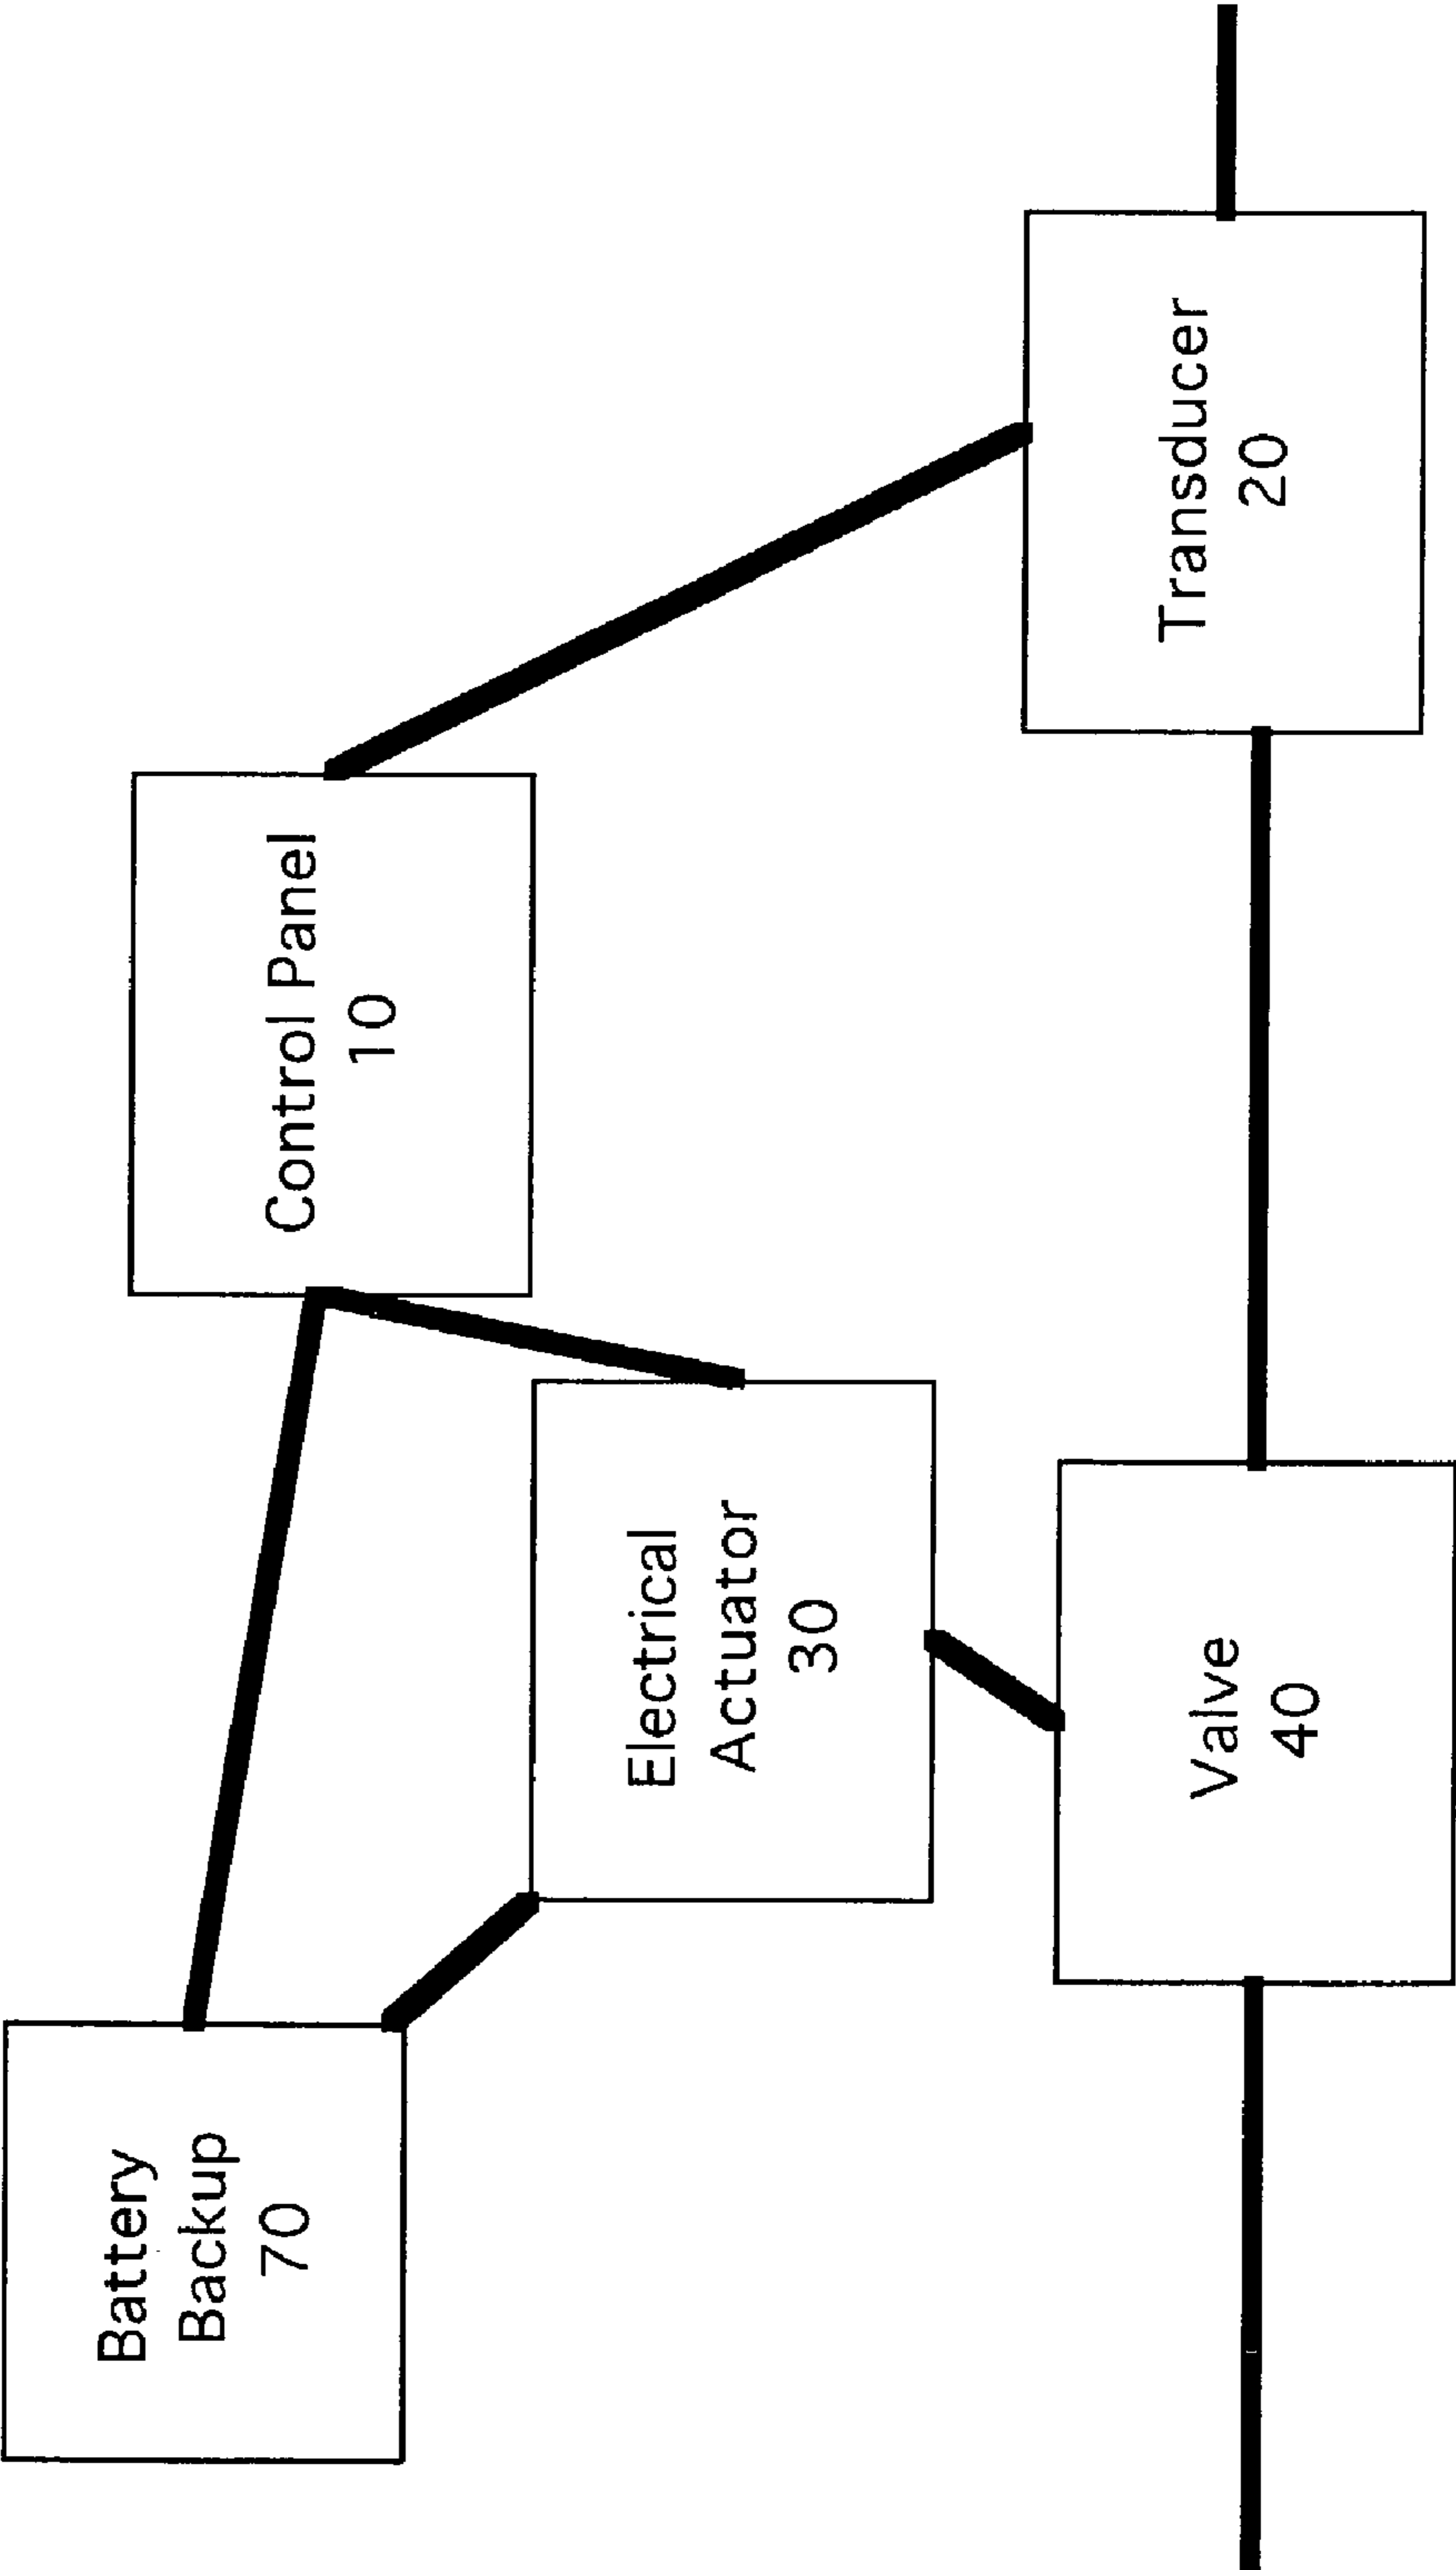 Battery
Backup
70
Control Panel
10
Electrical
Actuator
30
Valve
40
Transducer
20